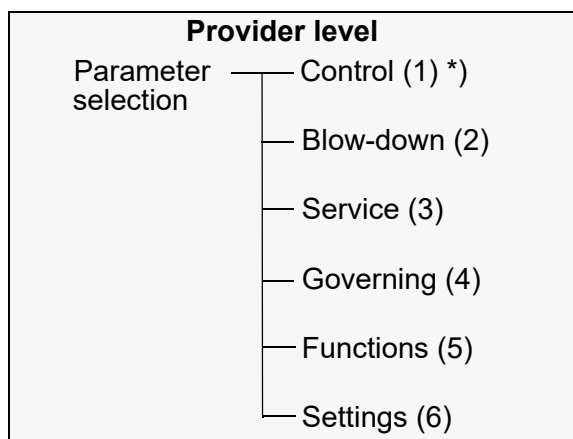 Provider level
Parameter
selection
Control (1) *)
Blow-down (2)
Service (3)
Governing (4)
Functions (5)
Settings (6)